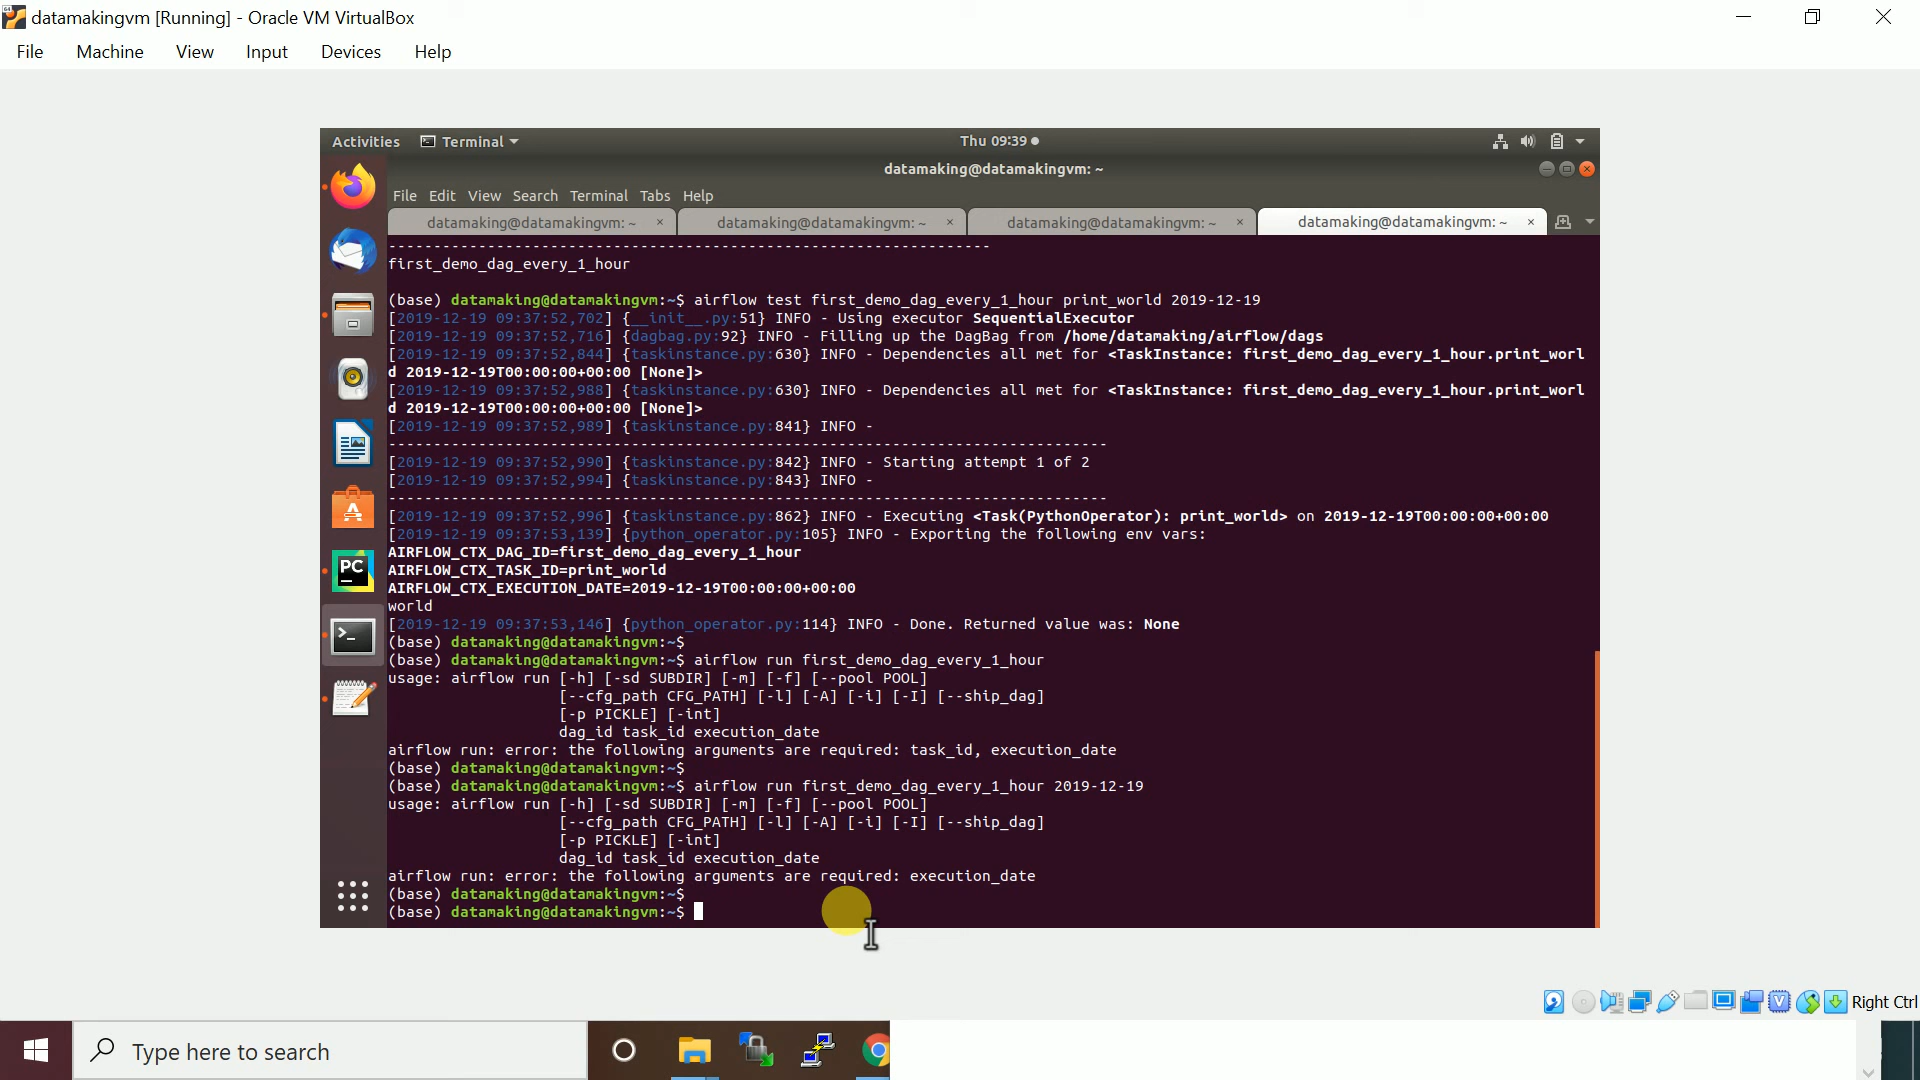 datamakingvm [Running] - Oracle VM VirtualBox
File Machine View Input Devices Help
Activities Terminal Thu 09:39
datamaking@datamakingvm: ~
File Edit View Search Terminal Tabs Help
datamaking@datamakingvm: ~ × datamaking@datamakingvm: ~ × datamaking@datamakingvm: ~ × datamaking@datamakingvm: ~ ×
-------------------------------------------------------------------
first_demo_dag_every_1_hour
(base) datamaking@datamakingvm:~$ airflow test first_demo_dag_every_1_hour print_world 2019-12-19
[2019-12-19 09:37:52,702] {__init__.py:51} INFO - Using executor SequentialExecutor
[2019-12-19 09:37:52,716] {dagbag.py:92} INFO - Filling up the DagBag from /home/datamaking/airflow/dags
[2019-12-19 09:37:52,844] {taskinstance.py:630} INFO - Dependencies all met for <TaskInstance: first_demo_dag_every_1_hour.print_worl
d 2019-12-19T00:00:00+00:00 [None]>
[2019-12-19 09:37:52,988] {taskinstance.py:630} INFO - Dependencies all met for <TaskInstance: first_demo_dag_every_1_hour.print_worl
d 2019-12-19T00:00:00+00:00 [None]>
[2019-12-19 09:37:52,989] {taskinstance.py:841} INFO -
--------------------------------------------------------------------------------
[2019-12-19 09:37:52,990] {taskinstance.py:842} INFO - Starting attempt 1 of 2
[2019-12-19 09:37:52,994] {taskinstance.py:843} INFO -
--------------------------------------------------------------------------------
[2019-12-19 09:37:52,996] {taskinstance.py:862} INFO - Executing <Task(PythonOperator): print_world> on 2019-12-19T00:00:00+00:00
[2019-12-19 09:37:53,139] {python_operator.py:105} INFO - Exporting the following env vars:
AIRFLOW_CTX_DAG_ID=first_demo_dag_every_1_hour
AIRFLOW_CTX_TASK_ID=print_world
AIRFLOW_CTX_EXECUTION_DATE=2019-12-19T00:00:00+00:00
world
[2019-12-19 09:37:53,146] {python_operator.py:114} INFO - Done. Returned value was: None
(base) datamaking@datamakingvm:~$
(base) datamaking@datamakingvm:~$ airflow run first_demo_dag_every_1_hour
usage: airflow run [-h] [-sd SUBDIR] [-m] [-f] [--pool POOL]
[--cfg_path CFG_PATH] [-l] [-A] [-i] [-I] [--ship_dag]
[-p PICKLE] [-int]
dag_id task_id execution_date
airflow run: error: the following arguments are required: task_id, execution_date
(base) datamaking@datamakingvm:~$
(base) datamaking@datamakingvm:~$ airflow run first_demo_dag_every_1_hour 2019-12-19
usage: airflow run [-h] [-sd SUBDIR] [-m] [-f] [--pool POOL]
[--cfg_path CFG_PATH] [-l] [-A] [-i] [-I] [--ship_dag]
[-p PICKLE] [-int]
dag_id task_id execution_date
airflow run: error: the following arguments are required: execution_date
(base) datamaking@datamakingvm:~$
(base) datamaking@datamakingvm:~$
PC
Right Ctrl
Type here to search